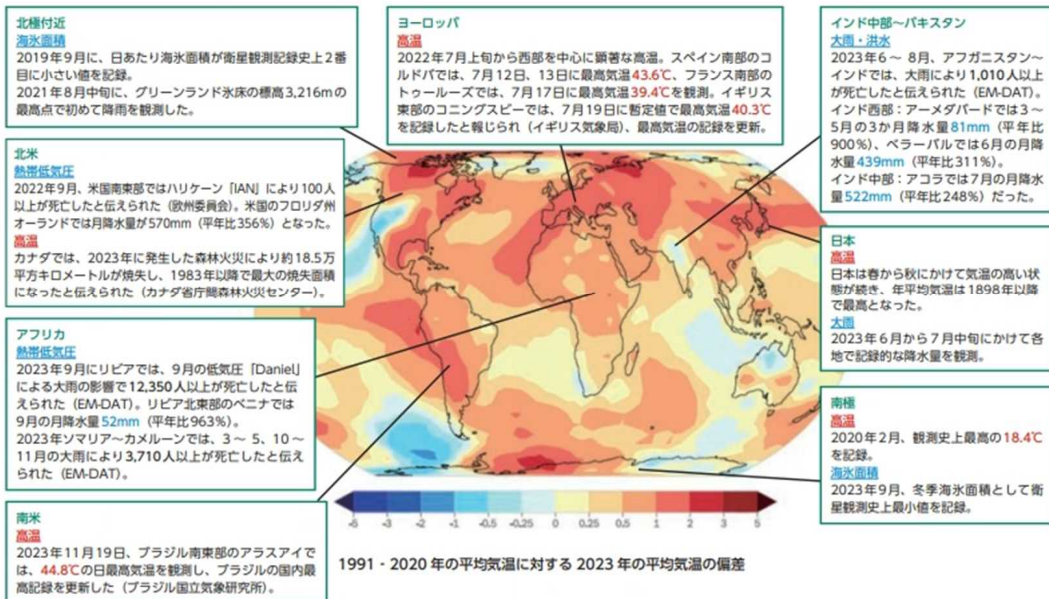 北極付近
海氷面積
2019年9月に、日あたり海氷面積が衛星観測記録史上2番
目に小さい値を記録。
2021年8月中旬に、グリーンランド氷床の標高3,216mの
最高点で初めて降雨を観測した。
北米
熱帯低気圧
2022年9月、米国南東部ではハリケーン「IAN」により100人
以上が死亡したと伝えられた（欧州委員会）。米国のフロリダ州
オーランドでは月降水量が570mm（平年比356%）となった。
高温
カナダでは、2023年に発生した森林火災により約18.5万
平方キロメートルが焼失し、1983年以降で最大の焼失面積
になったと伝えられた（カナダ省庁間森林火災センター）。
アフリカ
熱帯低気圧
2023年9月にリビアでは、9月の低気圧「Daniel」
による大雨の影響で12,350人以上が死亡したと伝
えられた（EM-DAT）。リビア北東部のベニナでは
9月の月降水量52mm（平年比963%）。
2023年ソマリア～カメルーンでは、3～5、10～
11月の大雨により3,710人以上が死亡したと伝え
られた（EM-DAT）。
南米
高温
2023年11月19日、ブラジル南東部のアラスアイで
は、44.8℃の日最高気温を観測し、ブラジルの国内最
高記録を更新した（ブラジル国立気象研究所）。
ヨーロッパ
高温
2022年7月上旬から西部を中心に顕著な高温。スペイン南部のコ
ルドバでは、7月12日、13日に最高気温43.6℃、フランス南部の
トゥールーズでは、7月17日に最高気温39.4℃を観測。イギリス
東部のコニングスビーでは、7月19日に暫定値で最高気温40.3℃
を記録したと報じられ（イギリス気象局）、最高気温の記録を更新。
インド中部～パキスタン
大雨・洪水
2023年6～8月、アフガニスタン～
インドでは、大雨により1,010人以上
が死亡したと伝えられた（EM-DAT）。
インド西部：アーメダバードでは3～
5月の3か月降水量81mm（平年比
900%）、ベラーバルでは6月の月降
水量439mm（平年比311%）。
インド中部：アコラでは7月の月降水
量522mm（平年比248%）だった。
日本
高温
日本は春から秋にかけて気温の高い状
態が続き、年平均気温は1898年以降
で最高となった。
大雨
2023年6月から7月中旬にかけて各
地で記録的な降水量を観測。
南極
高温
2020年2月、観測史上最高の18.4℃
を記録。
海氷面積
2023年9月、冬季海氷面積として衛
星観測史上最小値を記録。
-5 -3 -2 -1 -0.5 -0.25 0 0.25 0.5 1 2 3 5
1991 - 2020 年の平均気温に対する 2023 年の平均気温の偏差